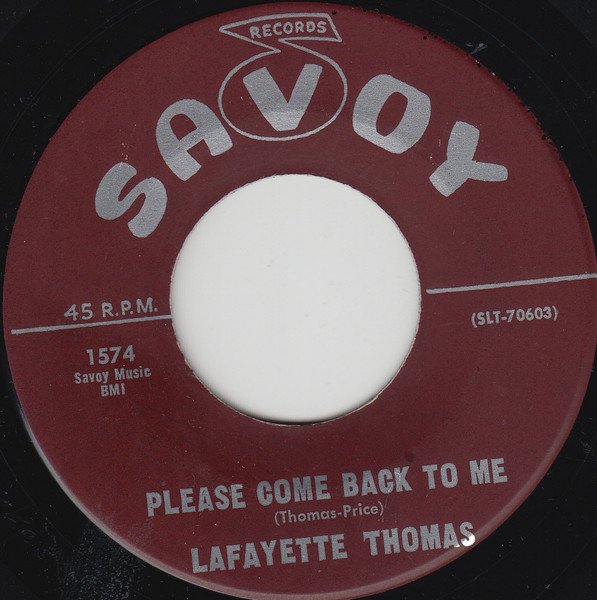 RECORDS
SAVOY
45 R.P.M.
(SLT-70603)
1574
Savoy Music
BMI
PLEASE COME BACK TO ME
(Thomas-Price)
LAFAYETTE THOMAS